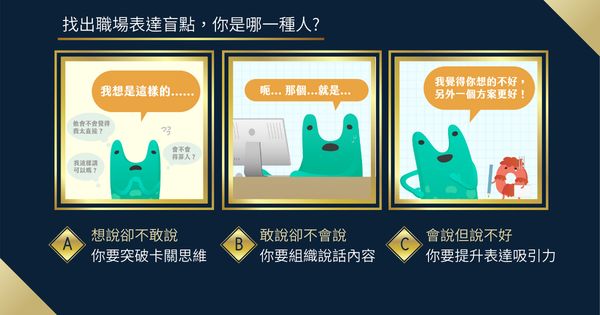 找出職場表達盲點，你是哪一種人?
我想是這樣的......
他會不會覺得
我太直接？
我這樣講
可以嗎？
會不會
得罪人？
呃... 那個...就是...
我覺得你想的不好，
另外一個方案更好！
A
想說卻不敢說
你要突破卡關思維
B
敢說卻不會說
你要組織說話內容
C
會說但說不好
你要提升表達吸引力